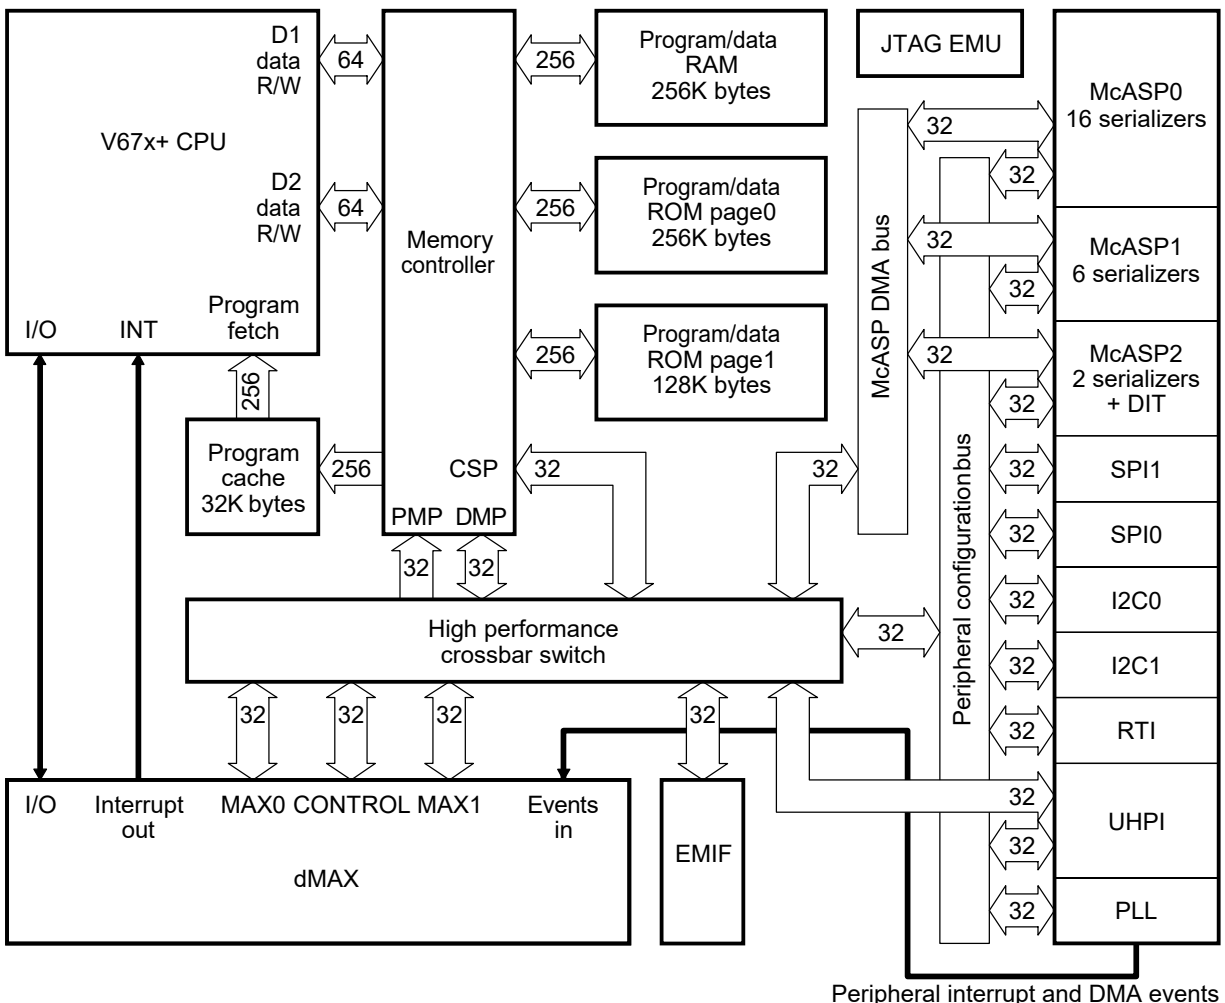 D1
data
R/W
64
V67x+ CPU
D2
data
R/W
64
I/O
INT
Program
fetch
256
Program
cache
32K bytes
256
Memory
controller
CSP
PMP
DMP
32
32
32
256
Program/data
RAM
256K bytes
256
Program/data
ROM page0
256K bytes
256
Program/data
ROM page1
128K bytes
JTAG EMU
McASP DMA bus
32
Peripheral configuration bus
32
High performance
crossbar switch
32
32
32
32
32
I/O
Interrupt
out
MAX0 CONTROL MAX1
Events
in
dMAX
EMIF
32
McASP0
16 serializers
32
32
McASP1
6 serializers
32
32
McASP2
2 serializers
+ DIT
32
32
SPI1
32
SPI0
32
I2C0
32
I2C1
32
RTI
32
32
UHPI
32
PLL
32
Peripheral interrupt and DMA events